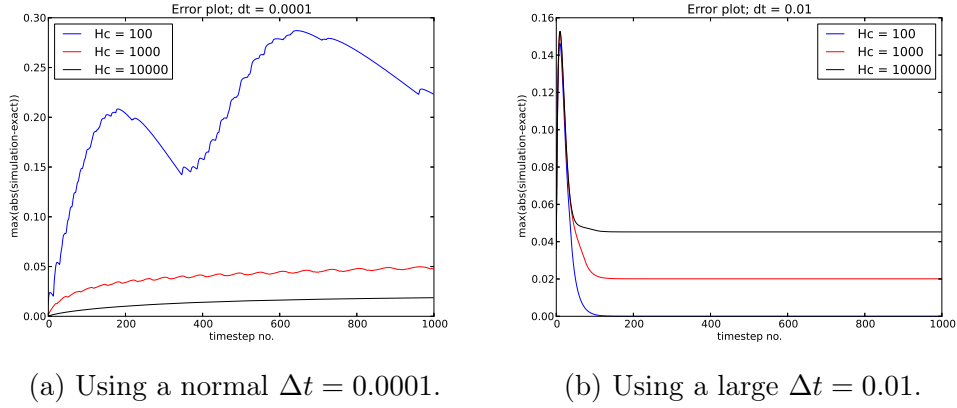 Error plot; dt = 0.0001
Hc = 100
Hc = 1000
Hc = 10000
max(abs(simulation-exact))
0.30
0.25
0.20
0.15
0.10
0.05
0.00
0
200
400
600
800
1000
timestep no.
(a) Using a normal Δt = 0.0001.
Error plot; dt = 0.01
Hc = 100
Hc = 1000
Hc = 10000
max(abs(simulation-exact))
0.16
0.14
0.12
0.10
0.08
0.06
0.04
0.02
0.00
0
200
400
600
800
1000
timestep no.
(b) Using a large Δt = 0.01.